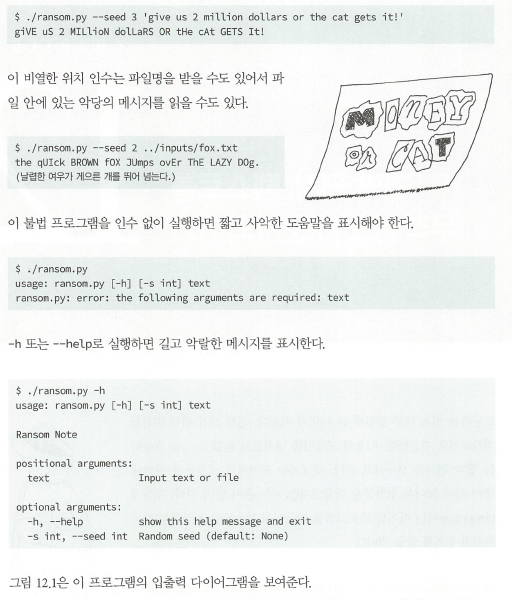 $ ./ransom.py --seed 3 'give us 2 million dollars or the cat gets it!'
giVE uS 2 MILlioN dolLaRS OR tHe cAt GETS It!
이 비열한 위치 인수는 파일명을 받을 수도 있어서 파
일 안에 있는 악당의 메시지를 읽을 수도 있다.
MONEY
OR CAT
$ ./ransom.py --seed 2 ../inputs/fox.txt
the qUIck BROWN fOX JUmps ovEr ThE LAZY DOg.
(날렵한 여우가 게으른 개를 뛰어 넘는다.)
이 불법 프로그램을 인수 없이 실행하면 짧고 사악한 도움말을 표시해야 한다.
$ ./ransom.py
usage: ransom.py [-h] [-s int] text
ransom.py: error: the following arguments are required: text
-h 또는 --help로 실행하면 길고 악랄한 메시지를 표시한다.
$ ./ransom.py -h
usage: ransom.py [-h] [-s int] text
Ransom Note
positional arguments:
text Input text or file
optional arguments:
-h, --help show this help message and exit
-s int, --seed int Random seed (default: None)
그림 12.1은 이 프로그램의 입출력 다이어그램을 보여준다.